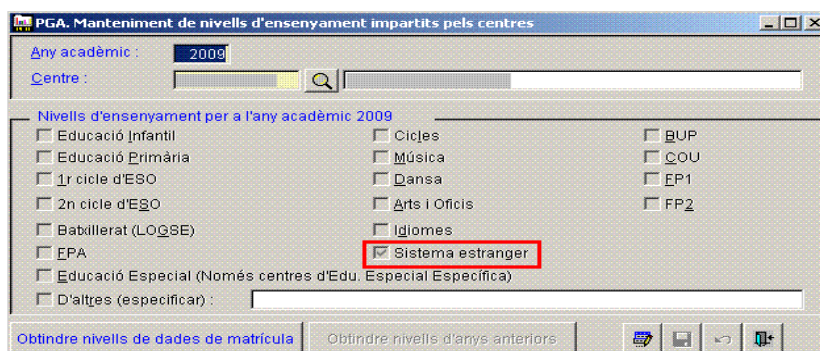 PGA. Manteniment de nivells d'ensenyament impartits pels centres
Any acadèmic : 2009
Centre :
Nivells d'ensenyament per a l'any acadèmic 2009
Educació Infantil Cicles BUP
Educació Primària Música COU
1r cicle d'ESO Dansa FP1
2n cicle d'ESO Arts i Oficis FP2
Batxillerat (LOGSE) Idiomes
FPA Sistema estranger
Educació Especial (Només centres d'Edu. Especial Específica)
D'altres (especificar) :
Obtindre nivells de dades de matrícula Obtindre nivells d'anys anteriors